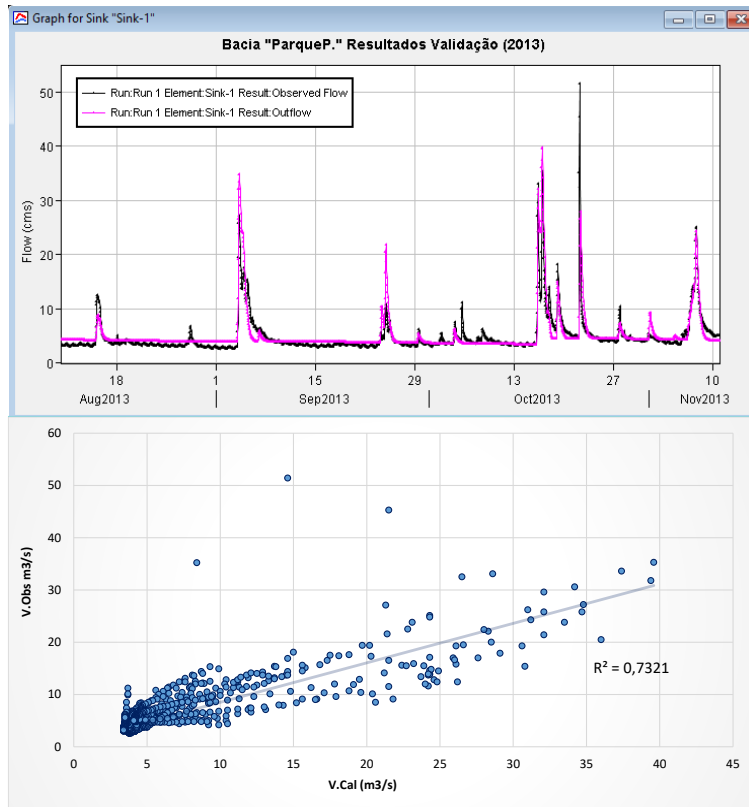 Graph for Sink "Sink-1"
Bacia "ParqueP." Resultados Validação (2013)
Run:Run 1 Element:Sink-1 Result:Observed Flow
Run:Run 1 Element:Sink-1 Result:Outflow
Flow (cms)
50
40
30
20
10
0
18 1 15 29 13 27 10
Aug2013 Sep2013 Oct2013 Nov2013
V.Obs m3/s
60
50
40
30
20
10
0
R² = 0,7321
0 5 10 15 20 25 30 35 40 45
V.Cal (m3/s)